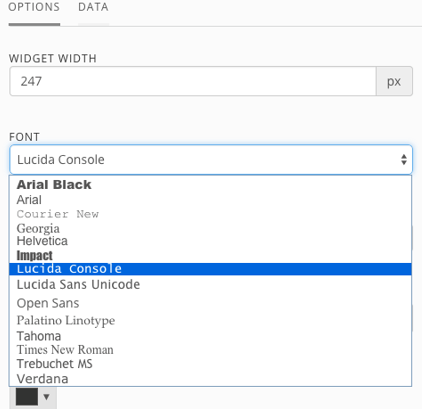 OPTIONS DATA
WIDGET WIDTH
247 px
FONT
Lucida Console
Arial Black
Arial
Courier New
Georgia
Helvetica
Impact
Lucida Console
Lucida Sans Unicode
Open Sans
Palatino Linotype
Tahoma
Times New Roman
Trebuchet MS
Verdana